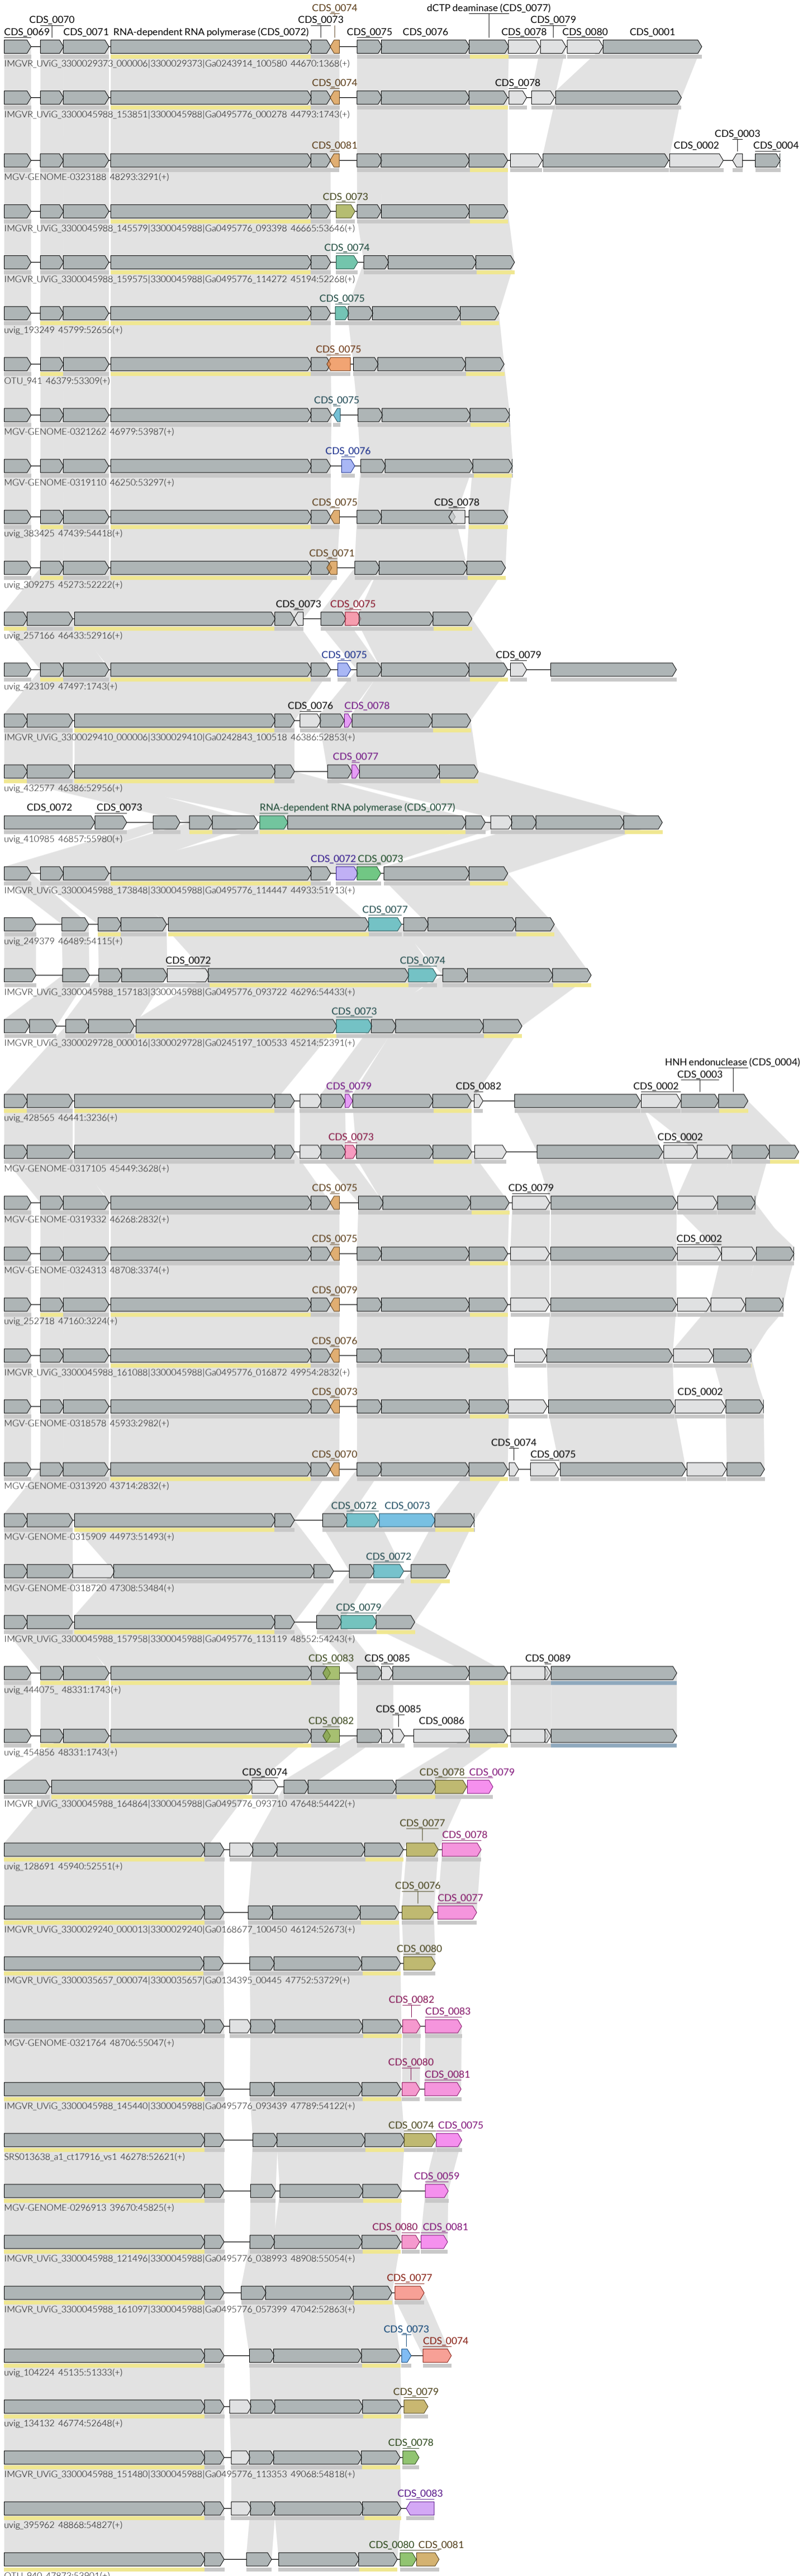 CDS_0074
CDS_0070 CDS_0073 dCTP deaminase (CDS_0077) CDS_0079
CDS_0069 CDS_0071 RNA-dependent RNA polymerase (CDS_0072) CDS_0075 CDS_0076 CDS_0078 CDS_0080 CDS_0001
IMGVR_UViG_3300029373_000006|3300029373|Ga0243914_100580 44670:1368(+)
CDS_0074 CDS_0078
IMGVR_UViG_3300045988_153851|3300045988|Ga0495776_000278 44793:1743(+)
CDS_0003
CDS_0081 CDS_0002 CDS_0004
MGV-GENOME-0323188 48293:3291(+)
CDS_0073
IMGVR_UViG_3300045988_145579|3300045988|Ga0495776_093398 46665:53646(+)
CDS_0074
IMGVR_UViG_3300045988_159575|3300045988|Ga0495776_114272 45194:52268(+)
CDS_0075
uvig_193249 45799:52656(+)
CDS_0075
OTU_941 46379:53309(+)
CDS_0075
MGV-GENOME-0321262 46979:53987(+)
CDS_0076
MGV-GENOME-0319110 46250:53297(+)
CDS_0075 CDS_0078
uvig_383425 47439:54418(+)
CDS_0071
uvig_309275 45273:52222(+)
CDS_0073 CDS_0075
uvig_257166 46433:52916(+)
CDS_0075 CDS_0079
uvig_423109 47497:1743(+)
CDS_0076 CDS_0078
IMGVR_UViG_3300029410_000006|3300029410|Ga0242843_100518 46386:52853(+)
CDS_0077
uvig_432577 46386:52956(+)
CDS_0072 CDS_0073 RNA-dependent RNA polymerase (CDS_0077)
uvig_410985 46857:55980(+)
CDS_0072 CDS_0073
IMGVR_UViG_3300045988_173848|3300045988|Ga0495776_114447 44933:51913(+)
CDS_0077
uvig_249379 46489:54115(+)
CDS_0072 CDS_0074
IMGVR_UViG_3300045988_157183|3300045988|Ga0495776_093722 46296:54433(+)
CDS_0073
IMGVR_UViG_3300029728_000016|3300029728|Ga0245197_100533 45214:52391(+)
HNH endonuclease (CDS_0004)
CDS_0003
CDS_0079 CDS_0082 CDS_0002
uvig_428565 46441:3236(+)
CDS_0073 CDS_0002
MGV-GENOME-0317105 45449:3628(+)
CDS_0075 CDS_0079
MGV-GENOME-0319332 46268:2832(+)
CDS_0075 CDS_0002
MGV-GENOME-0324313 48708:3374(+)
CDS_0079
uvig_252718 47160:3224(+)
CDS_0076
IMGVR_UViG_3300045988_161088|3300045988|Ga0495776_016872 49954:2832(+)
CDS_0073 CDS_0002
MGV-GENOME-0318578 45933:2982(+)
CDS_0074
CDS_0070 CDS_0075
MGV-GENOME-0313920 43714:2832(+)
CDS_0072 CDS_0073
MGV-GENOME-0315909 44973:51493(+)
CDS_0072
MGV-GENOME-0318720 47308:53484(+)
CDS_0079
IMGVR_UViG_3300045988_157958|3300045988|Ga0495776_113119 48552:54243(+)
CDS_0083 CDS_0085 CDS_0089
uvig_444075_ 48331:1743(+)
CDS_0085
CDS_0082 CDS_0086
uvig_454856 48331:1743(+)
CDS_0074 CDS_0078 CDS_0079
IMGVR_UViG_3300045988_164864|3300045988|Ga0495776_093710 47648:54422(+)
CDS_0077
CDS_0078
uvig_128691 45940:52551(+)
CDS_0076
CDS_0077
IMGVR_UViG_3300029240_000013|3300029240|Ga0168677_100450 46124:52673(+)
CDS_0080
IMGVR_UViG_3300035657_000074|3300035657|Ga0134395_00445 47752:53729(+)
CDS_0082
CDS_0083
MGV-GENOME-0321764 48706:55047(+)
CDS_0080
CDS_0081
IMGVR_UViG_3300045988_145440|3300045988|Ga0495776_093439 47789:54122(+)
CDS_0074 CDS_0075
SRS013638_a1_ct17916_vs1 46278:52621(+)
CDS_0059
MGV-GENOME-0296913 39670:45825(+)
CDS_0080 CDS_0081
IMGVR_UViG_3300045988_121496|3300045988|Ga0495776_038993 48908:55054(+)
CDS_0077
IMGVR_UViG_3300045988_161097|3300045988|Ga0495776_057399 47042:52863(+)
CDS_0073
CDS_0074
uvig_104224 45135:51333(+)
CDS_0079
uvig_134132 46774:52648(+)
CDS_0078
IMGVR_UViG_3300045988_151480|3300045988|Ga0495776_113353 49068:54818(+)
CDS_0083
uvig_395962 48868:54827(+)
CDS_0080 CDS_0081